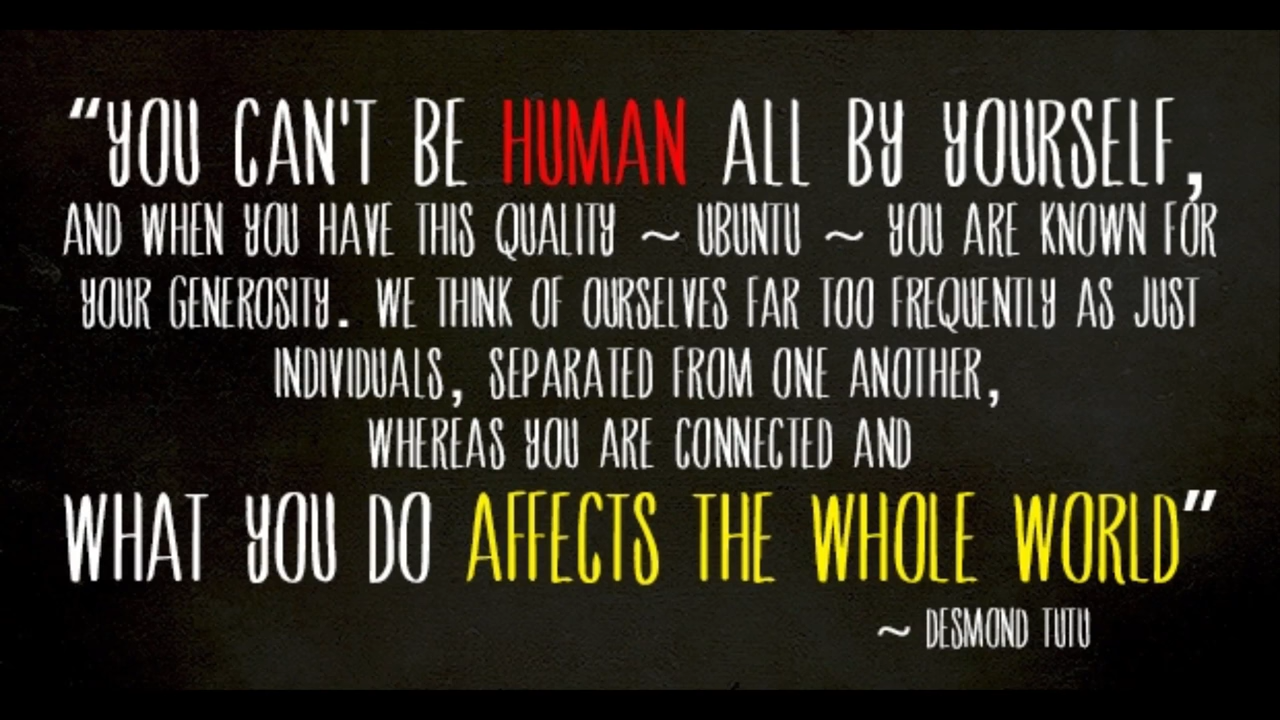 “YOU CAN'T BE HUMAN ALL BY YOURSELF,
AND WHEN YOU HAVE THIS QUALITY ~ UBUNTU ~ YOU ARE KNOWN FOR
YOUR GENEROSITY. WE THINK OF OURSELVES FAR TOO FREQUENTLY AS JUST
INDIVIDUALS, SEPARATED FROM ONE ANOTHER,
WHEREAS YOU ARE CONNECTED AND
WHAT YOU DO AFFECTS THE WHOLE WORLD”
~ DESMOND TUTU